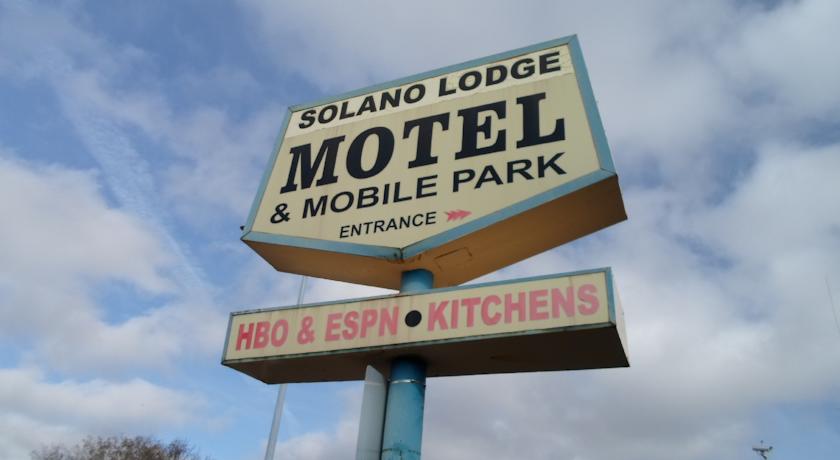 SOLANO LODGE
MOTEL
& MOBILE PARK
ENTRANCE
HBO & ESPN • KITCHENS